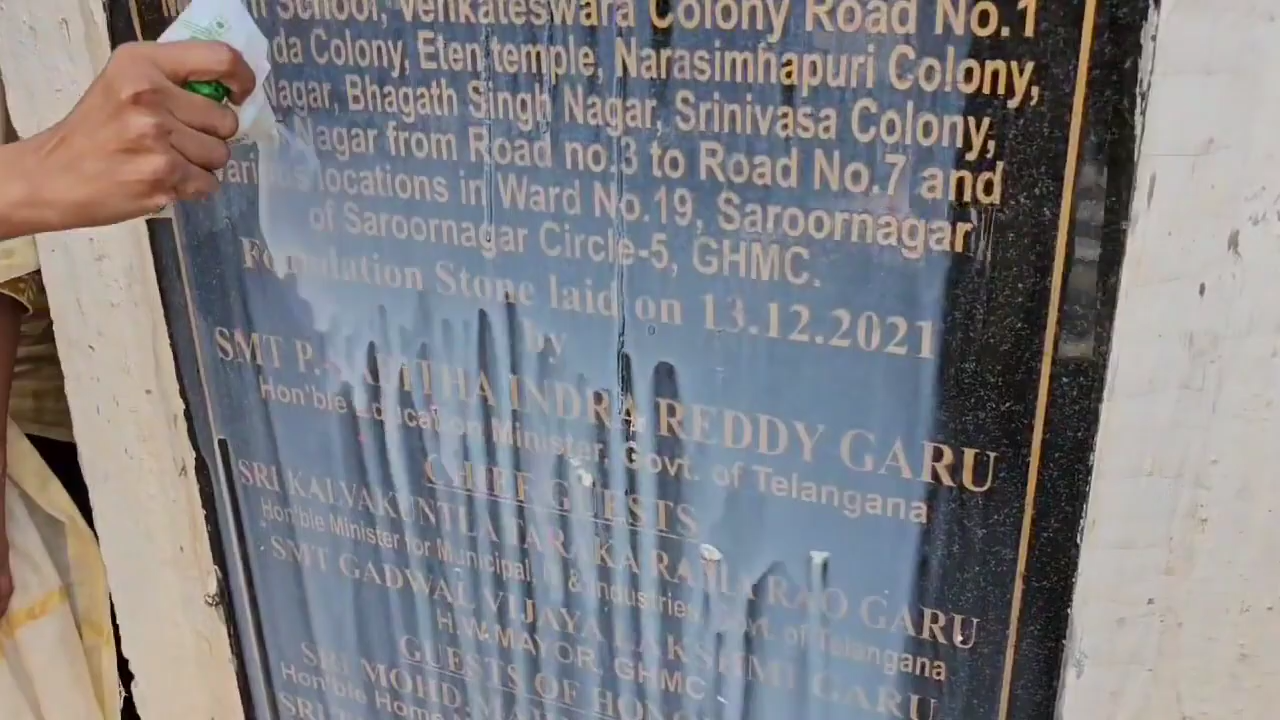 School, Venkateswara Colony Road No.1
Colony, Eten temple, Narasimhapuri Colony,
Nagar, Bhagath Singh Nagar, Srinivasa Colony,
Nagar from Road no.3 to Road No.7 and
various locations in Ward No.19, Saroornagar
of Saroornagar Circle-5, GHMC.
Foundation Stone laid on 13.12.2021
by
SMT P. INDRA REDDY GARU
Hon'ble Education Minister, Govt. of Telangana
CHIEF GUESTS
SRI KALVAKUNTLA TARAKA RAMA RAO GARU
Hon'ble Minister for Municipal, & Industries, Govt. of Telangana
SMT GADWAL VIJAYA LAKSHMI GARU
H.W.MAYOR, GHMC
GUESTS OF HONOUR
SRI MOHD.
Hon'ble Home
SRI